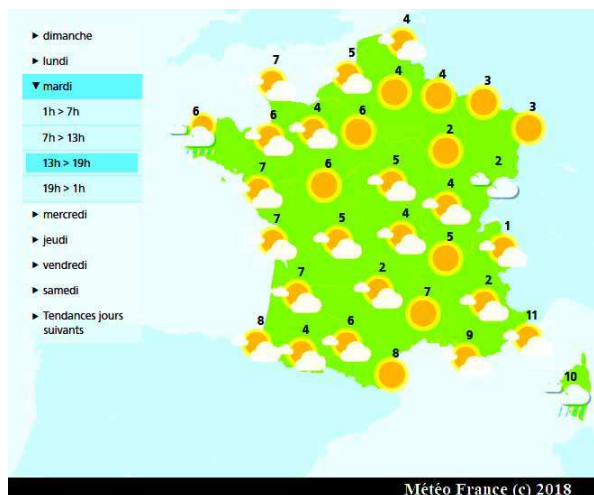 ▶ dimanche
▶ lundi
▼ mardi
1h > 7h
7h > 13h
13h > 19h
19h > 1h
▶ mercredi
▶ jeudi
▶ vendredi
▶ samedi
▶ Tendances jours
suivants
4
7 5
4 4 3
6 6 4 6 3
2
7 6 5 2
4
7 5 4 1
5
7 2 2
7
8 4 6 9 11
8 10
Météo France (c) 2018